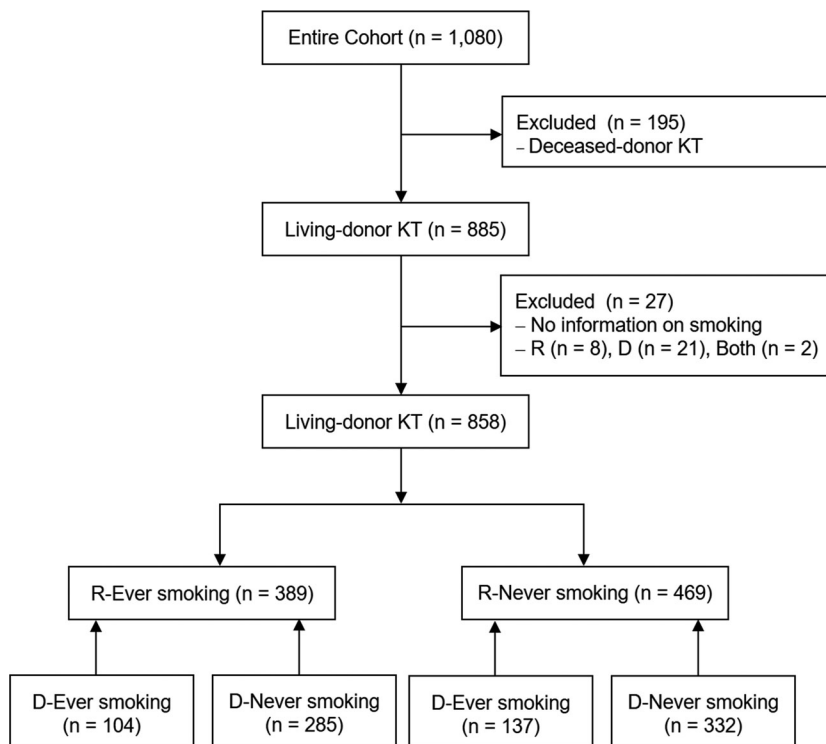 Entire Cohort (n = 1,080)
Excluded (n = 195)
– Deceased-donor KT
Living-donor KT (n = 885)
Excluded (n = 27)
– No information on smoking
– R (n = 8), D (n = 21), Both (n = 2)
Living-donor KT (n = 858)
R-Ever smoking (n = 389)
R-Never smoking (n = 469)
D-Ever smoking
(n = 104)
D-Never smoking
(n = 285)
D-Ever smoking
(n = 137)
D-Never smoking
(n = 332)